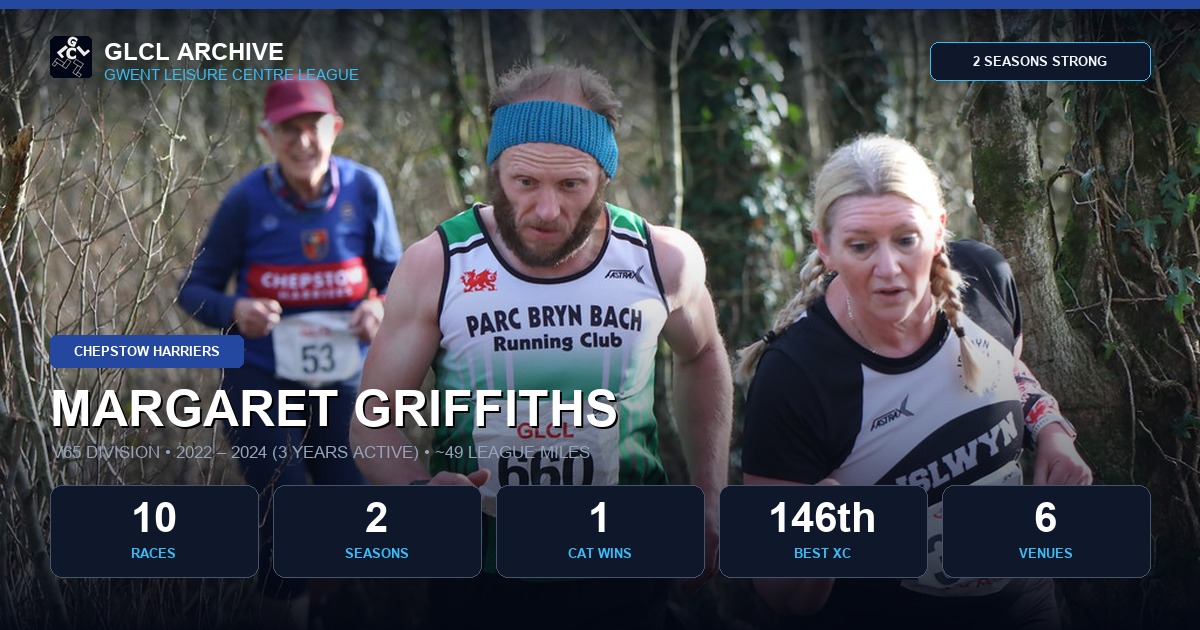 GLCL ARCHIVE
GWENT LEISURE CENTRE LEAGUE
2 SEASONS STRONG
CHEPSTOW
HARRIERS
53
PARC BRYN BACH
Running Club
ASTRAX
ASTRAX
GLCL
660
CHEPSTOW HARRIERS
MARGARET GRIFFITHS
V65 DIVISION • 2022 – 2024 (3 YEARS ACTIVE) • ~49 LEAGUE MILES
10
RACES
2
SEASONS
1
CAT WINS
146th
BEST XC
6
VENUES